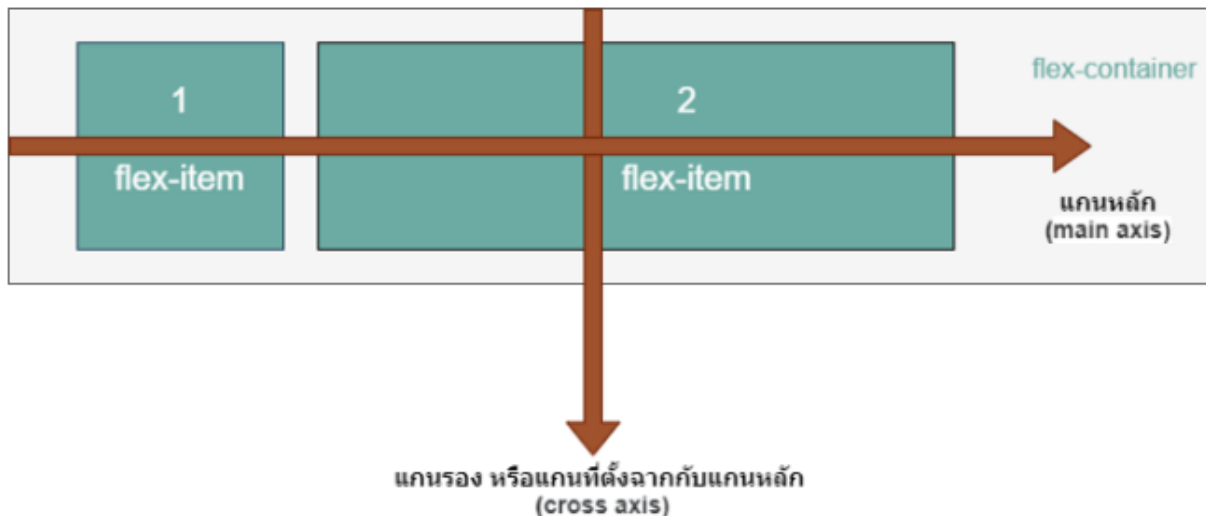 1
flex-item
2
flex-item
flex-container
แกนหลัก
(main axis)
แกนรอง หรือแกนที่ตั้งฉากกับแกนหลัก
(cross axis)